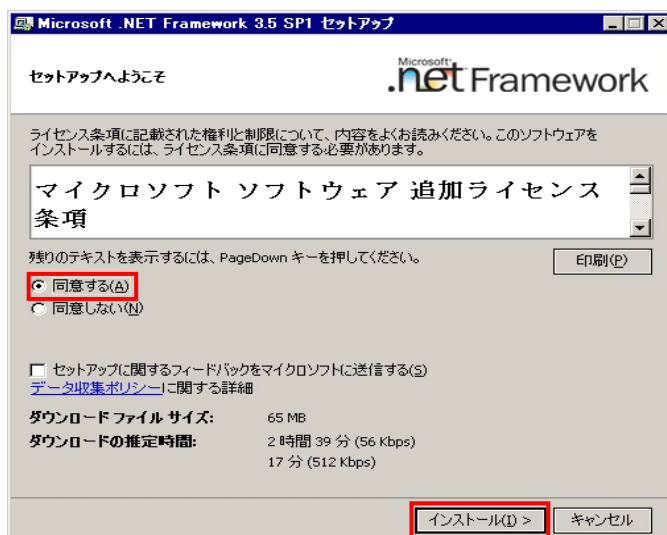 Microsoft .NET Framework 3.5 SP1 セットアップ
セットアップへようこそ
Microsoft
.net Framework
ライセンス条項に記載された権利と制限について、内容をよくお読みください。このソフトウェアを
インストールするには、ライセンス条項に同意する必要があります。
マイクロソフト ソフトウェア 追加ライセンス
条項
残りのテキストを表示するには、PageDown キーを押してください。
印刷(P)
同意する(A)
同意しない(N)
セットアップに関するフィードバックをマイクロソフトに送信する(S)
データ収集ポリシーに関する詳細
ダウンロード ファイル サイズ: 65 MB
ダウンロードの推定時間: 2 時間 39 分 (56 Kbps)
17 分 (512 Kbps)
インストール(I) >
キャンセル